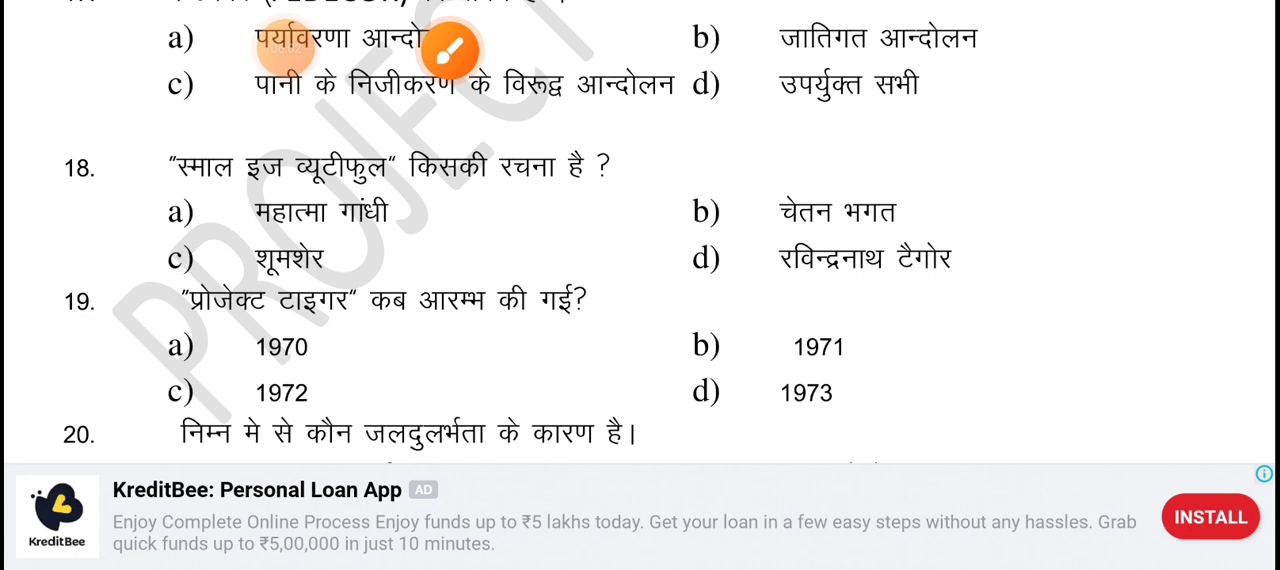 (FEDECOR)
a) पर्यावरणा b) जातिगत आन्दोलन
c) पानी के निजीकरण के विरूद्व आन्दोलन d) उपर्युक्त सभी
PROJECT
18. "स्माल इज व्यूटीफुल" किसकी रचना है ?
a) महात्मा गांधी b) चेतन भगत
c) शूमशेर d) रविन्द्रनाथ टैगोर
19. "प्रोजेक्ट टाइगर" कब आरम्भ की गई?
a) 1970 b) 1971
c) 1972 d) 1973
20. निम्न मे से कौन जलदुलर्भता के कारण है।
KreditBee: Personal Loan App AD
Enjoy Complete Online Process Enjoy funds up to ₹5 lakhs today. Get your loan in a few easy steps without any hassles. Grab
quick funds up to ₹5,00,000 in just 10 minutes.
KreditBee
INSTALL